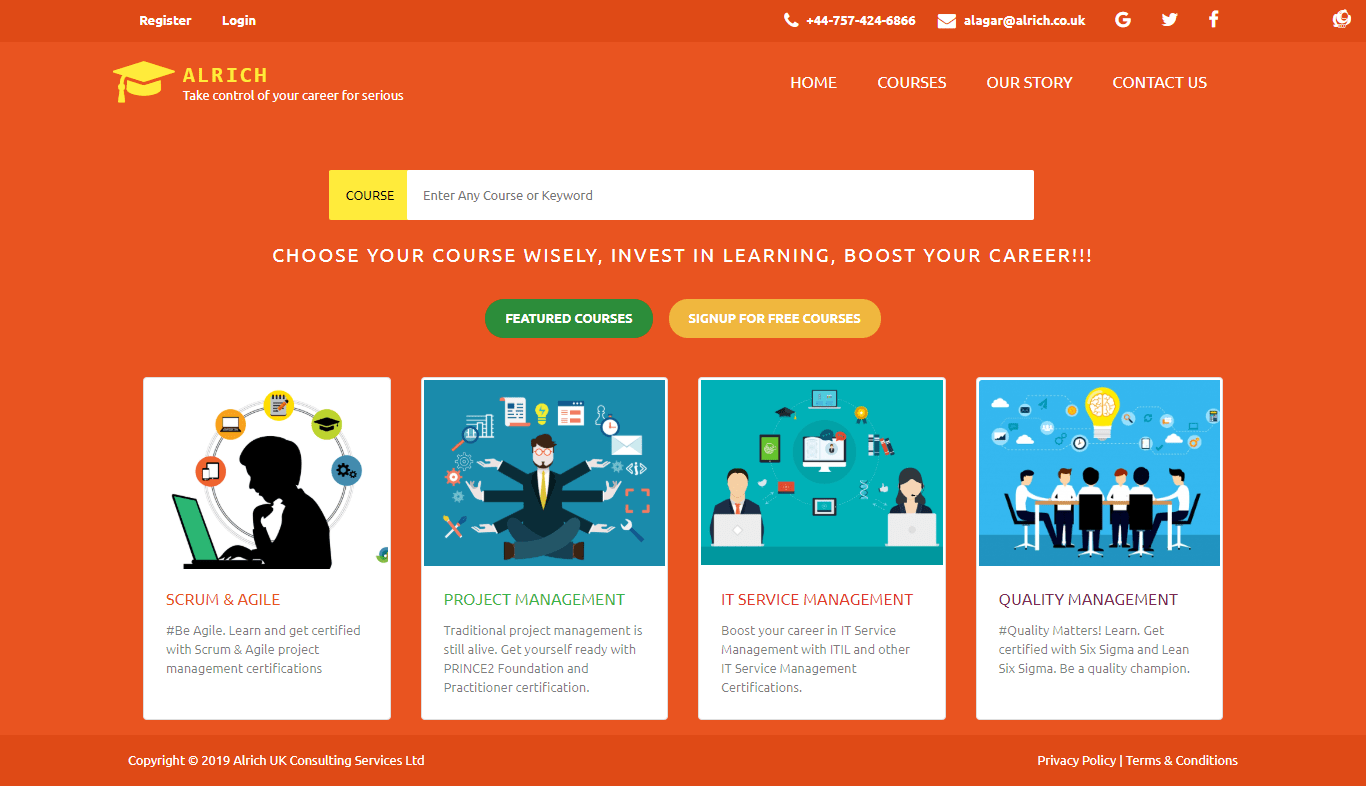 Register Login +44-757-424-6866 alagar@alrich.co.uk
ALRICH
Take control of your career for serious
HOME COURSES OUR STORY CONTACT US
COURSE Enter Any Course or Keyword
CHOOSE YOUR COURSE WISELY, INVEST IN LEARNING, BOOST YOUR CAREER!!!
FEATURED COURSES SIGNUP FOR FREE COURSES
SCRUM & AGILE
#Be Agile. Learn and get certified
with Scrum & Agile project
management certifications
PROJECT MANAGEMENT
Traditional project management is
still alive. Get yourself ready with
PRINCE2 Foundation and
Practitioner certification.
IT SERVICE MANAGEMENT
Boost your career in IT Service
Management with ITIL and other
IT Service Management
Certifications.
QUALITY MANAGEMENT
#Quality Matters! Learn. Get
certified with Six Sigma and Lean
Six Sigma. Be a quality champion.
Copyright © 2019 Alrich UK Consulting Services Ltd
Privacy Policy | Terms & Conditions